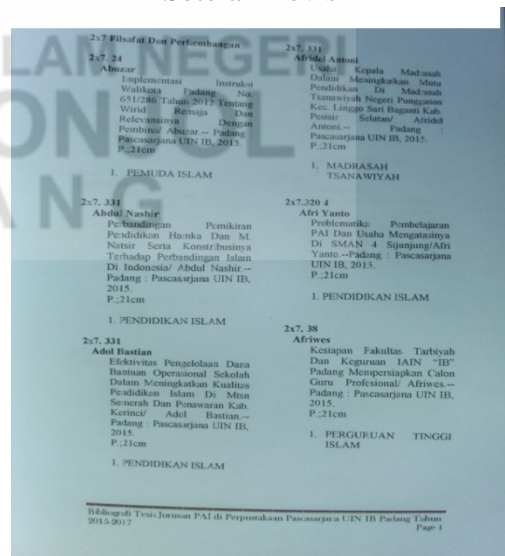 2x7 Filsafat Dan Perkembangan
2x7. 24
Abuzar
Implementasi Instruksi
Walikota Padang No.
651/286 Tahun 2012 Tentang
Wirid Remaja Dan
Relevansinya Dengan
Pembina/ Abuzar.-- Padang :
Pascasarjana UIN IB, 2015.
P.;21cm
1. PEMUDA ISLAM
2x7. 331
Abdul Nashir
Perbandingan Pemikiran
Pendidikan Hamka Dan M.
Natsir Serta Konstribusinya
Terhadap Perbandingan Islam
Di Indonesia/ Abdul Nashir.--
Padang : Pascasarjana UIN IB,
2015.
P.;21cm
1. PENDIDIKAN ISLAM
2x7. 331
Adol Bastian
Efektivitas Pengelolaan Dana
Bantuan Operasional Sekolah
Dalam Meningkatkan Kualitas
Pendidikan Islam Di Mtsn
Semerah Dan Penawaran Kab.
Kerinci/ Adol Bastian.--
Padang : Pascasarjana UIN IB,
2015.
P.;21cm
1. PENDIDIKAN ISLAM
2x7. 331
Afridel Antoni
Usaha Kepala Madrasah
Dalam Meningkatkan Mutu
Pendidikan Di Madrasah
Tsanawiyah Negeri Punggasan
Kec. Linggo Sari Baganti Kab.
Pesisir Selatan/ Afridel
Antoni.-- Padang :
Pascasarjana UIN IB, 2015.
P.;21cm
1. MADRASAH
TSANAWIYAH
2x7.320 4
Afri Yanto
Problematika Pembelajaran
PAI Dan Usaha Mengatasinya
Di SMAN 4 Sijunjung/Afri
Yanto.--Padang : Pascasarjana
UIN IB, 2015.
P.;21cm
1. PENDIDIKAN ISLAM
2x7. 38
Afriwes
Kesiapan Fakultas Tarbiyah
Dan Keguruan IAIN "IB"
Padang Mempersiapkan Calon
Guru Profesional/ Afriwes.--
Padang : Pascasarjana UIN IB,
2015.
P.;21cm
1. PERGURUAN TINGGI
ISLAM
Bibliografi Tesis Jurusan PAI di Perpustakaan Pascasarjara UIN IB Padang Tahun
2015-2017
Page 1